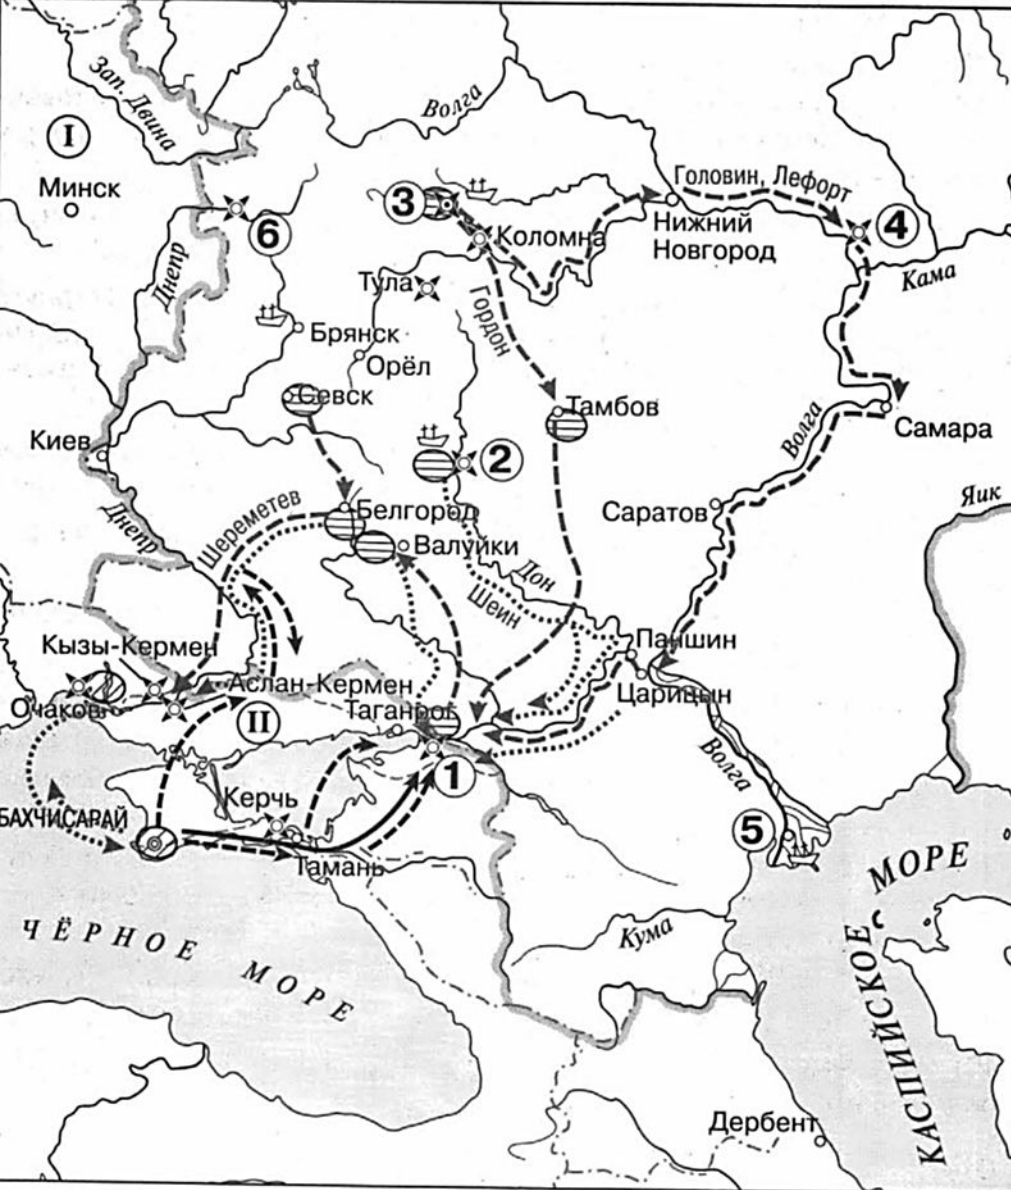 Зап. Двина
Волга
I
Минск
3
Головин, Лефорт
4
6
Коломна
Нижний
Новгород
Днепр
Кама
Тула
Гордон
Брянск
Орёл
Севск
Тамбов
Киев
Волга
Самара
2
Яик
Шереметев
Белгород
Саратов
Днепр
Валуйки
Дон
Шеин
Кызы-Кермен
Паншин
Аслан-Кермен
Царицын
Очаков
II
Таганрог
Волга
1
Керчь
БАХЧИСАРАЙ
5
Тамань
КАСПИЙСКОЕ МОРЕ
Кума
ЧЁРНОЕ МОРЕ
Дербент